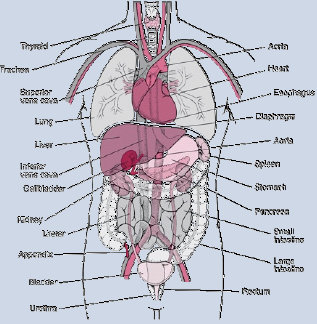 Thyroid
Trachea
Superior
vena cava
Lung
Liver
Inferior
vena cava
Gallbladder
Kidney
Ureter
Appendix
Bladder
Urethra
Aorta
Heart
Esophagus
Diaphragm
Aorta
Spleen
Stomach
Pancreas
Small
Intestine
Large
Intestine
Rectum